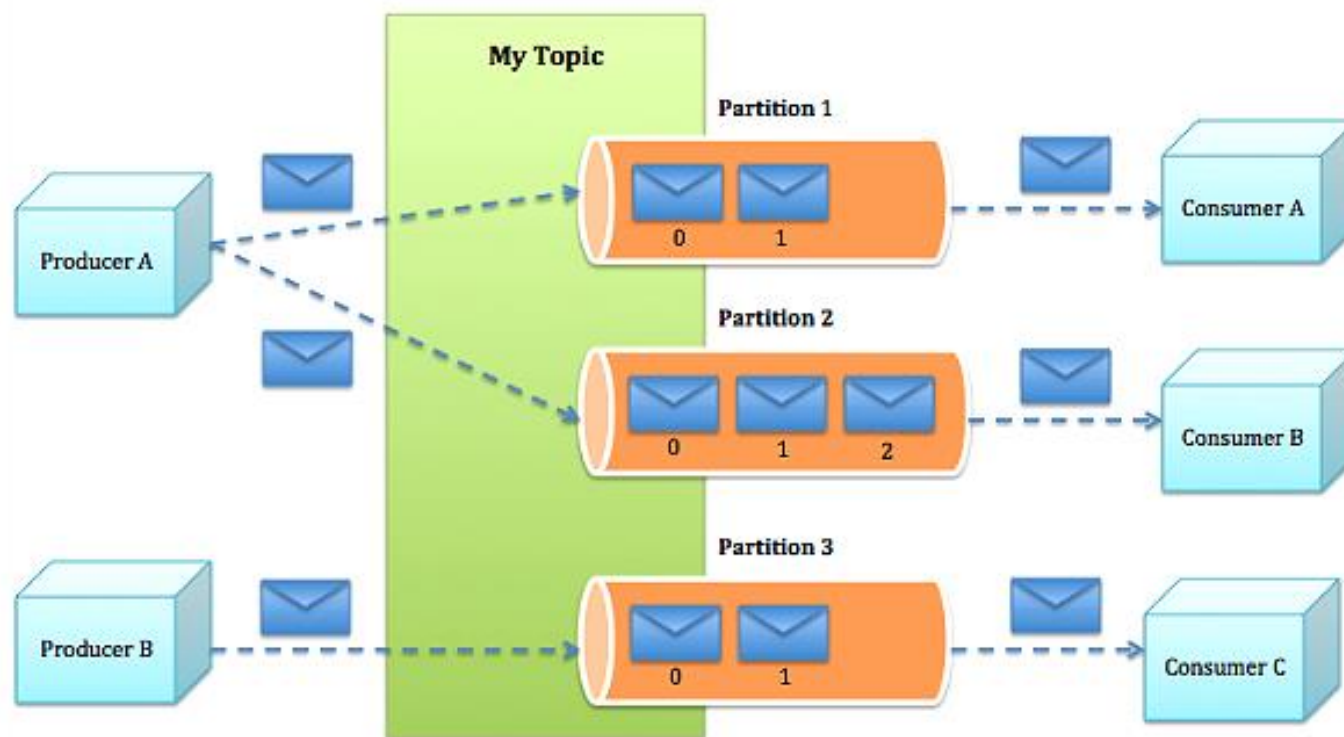 My Topic
Partition 1
0 1
Producer A
Consumer A
Partition 2
0 1 2
Consumer B
Partition 3
0 1
Producer B
Consumer C